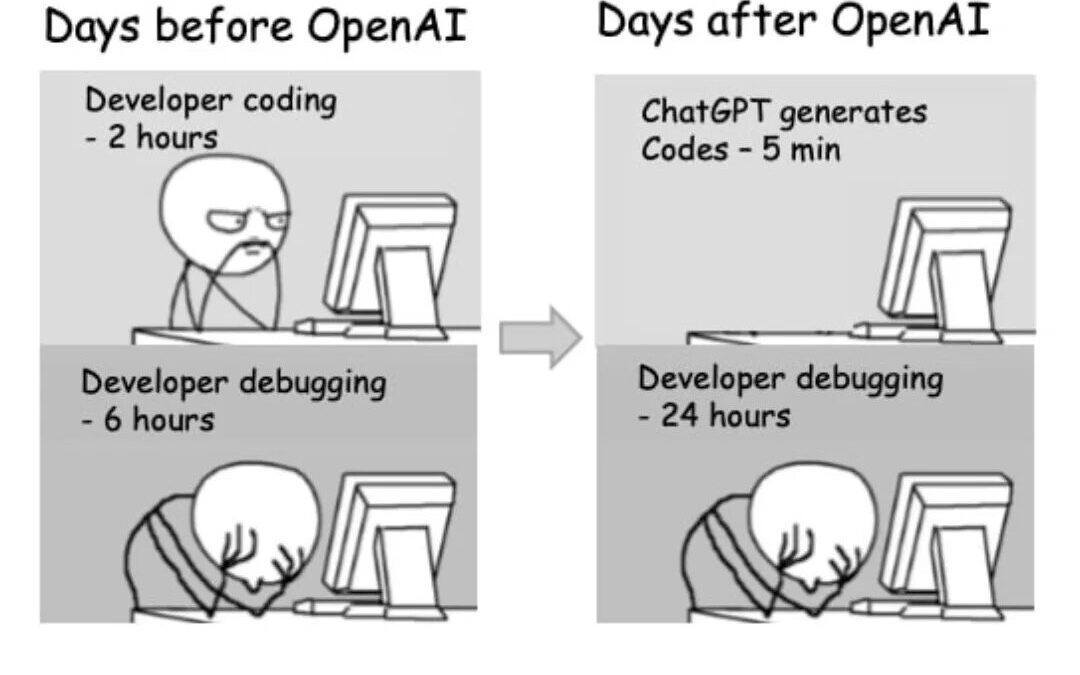 Days before OpenAI
Days after OpenAI
Developer coding
- 2 hours
ChatGPT generates
Codes - 5 min
Developer debugging
- 6 hours
Developer debugging
- 24 hours